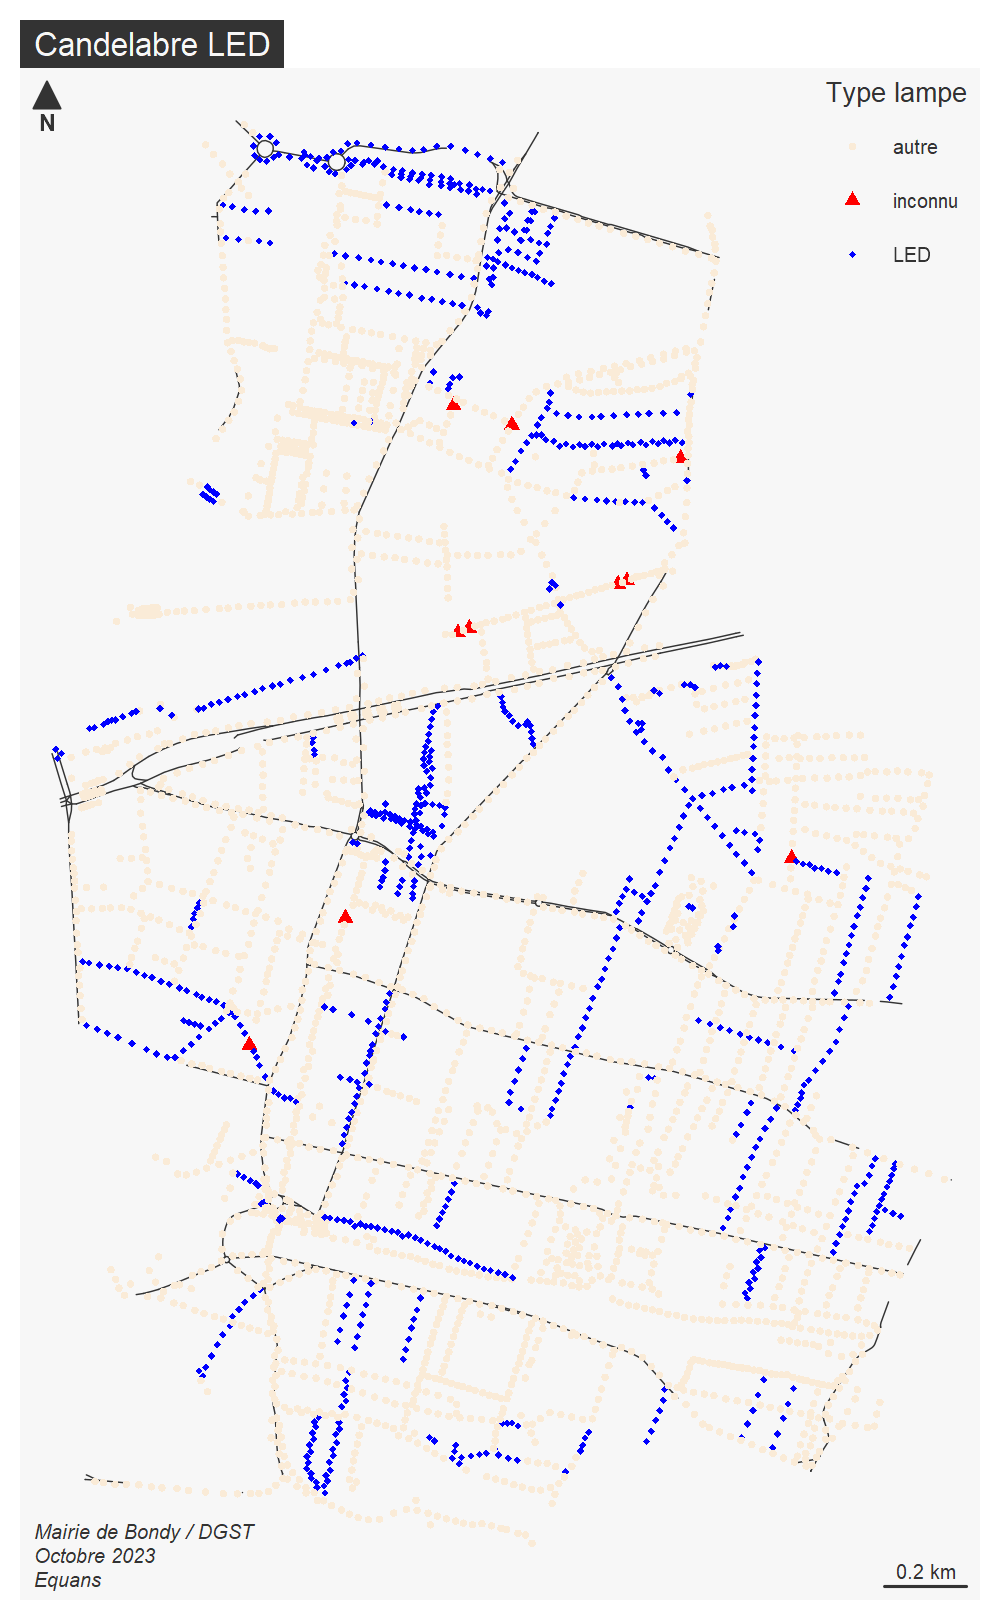 Candelabre LED
N
Type lampe
autre
inconnu
LED
Mairie de Bondy / DGST
Octobre 2023
Equans
0.2 km